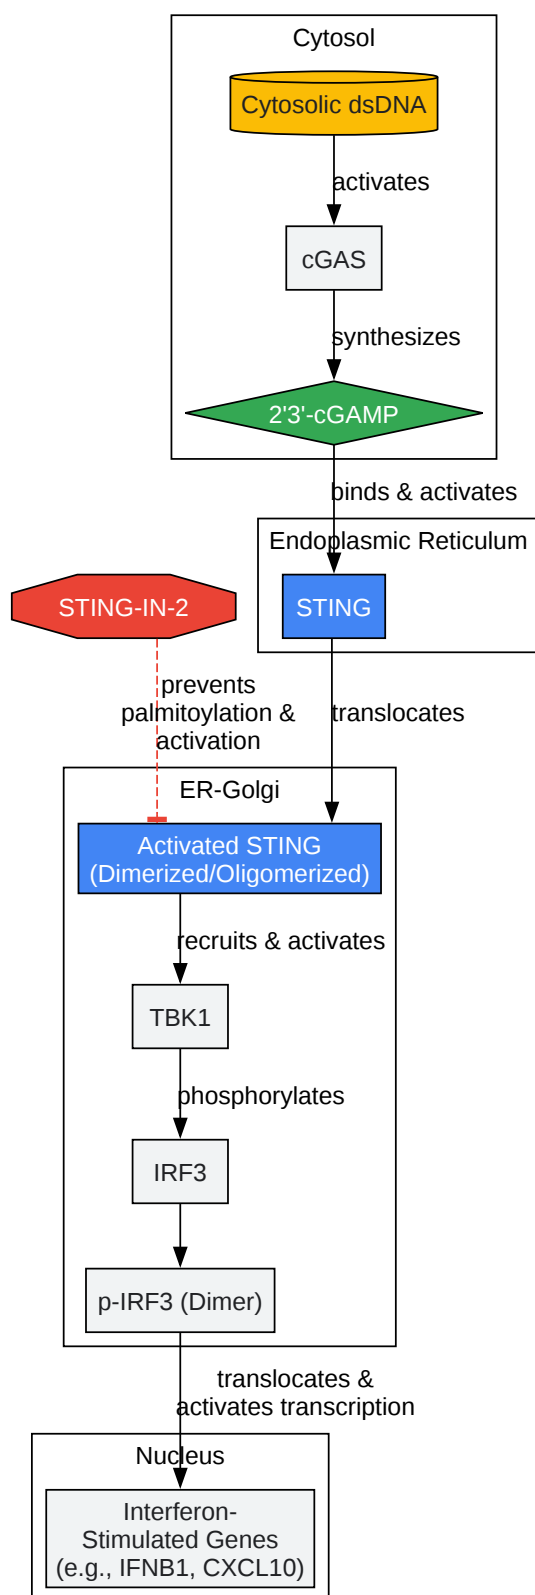 Cytosol
Cytosolic dsDNA
activates
cGAS
synthesizes
2'3'-cGAMP
binds & activates
Endoplasmic Reticulum
STING-IN-2
STING
prevents
palmitoylation &
activation
translocates
ER-Golgi
Activated STING
(Dimerized/Oligomerized)
recruits & activates
TBK1
phosphorylates
IRF3
p-IRF3 (Dimer)
translocates &
activates transcription
Nucleus
Interferon-
Stimulated Genes
(e.g., IFNB1, CXCL10)